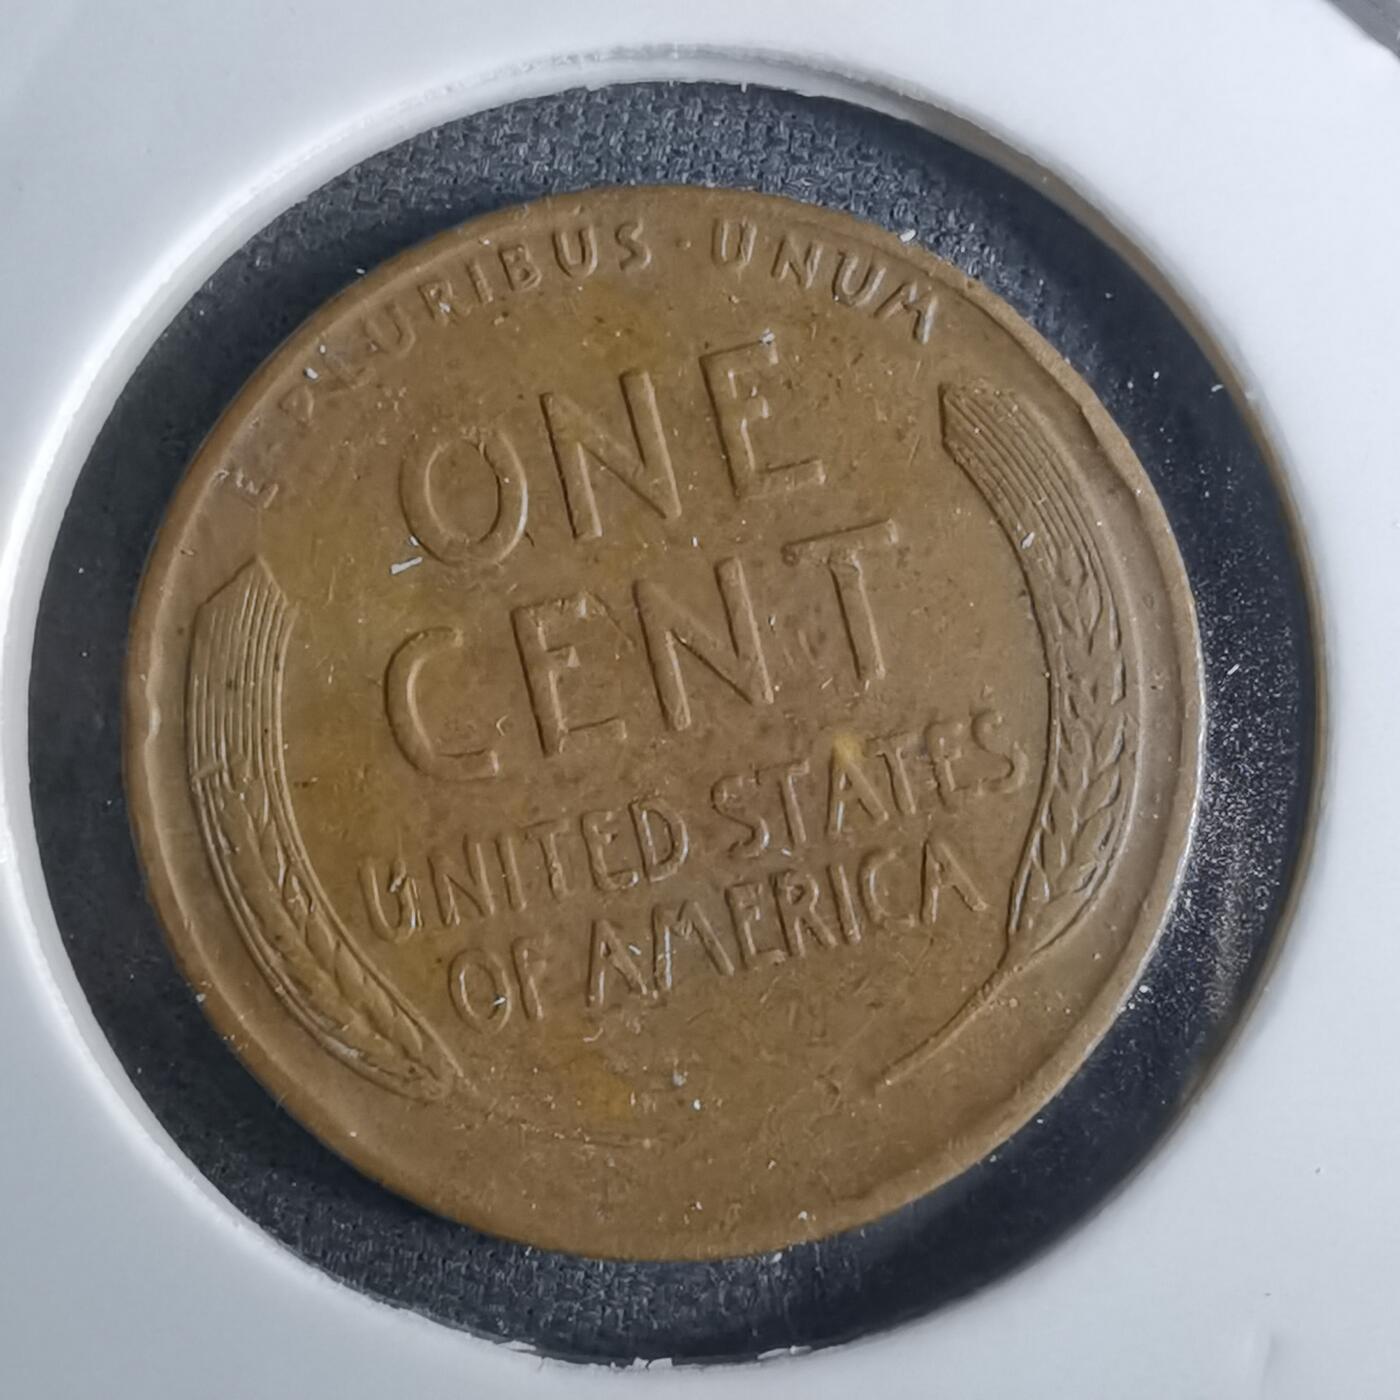 E PLURIBUS · UNUM
ONE
CENT
UNITED STATES
OF AMERICA